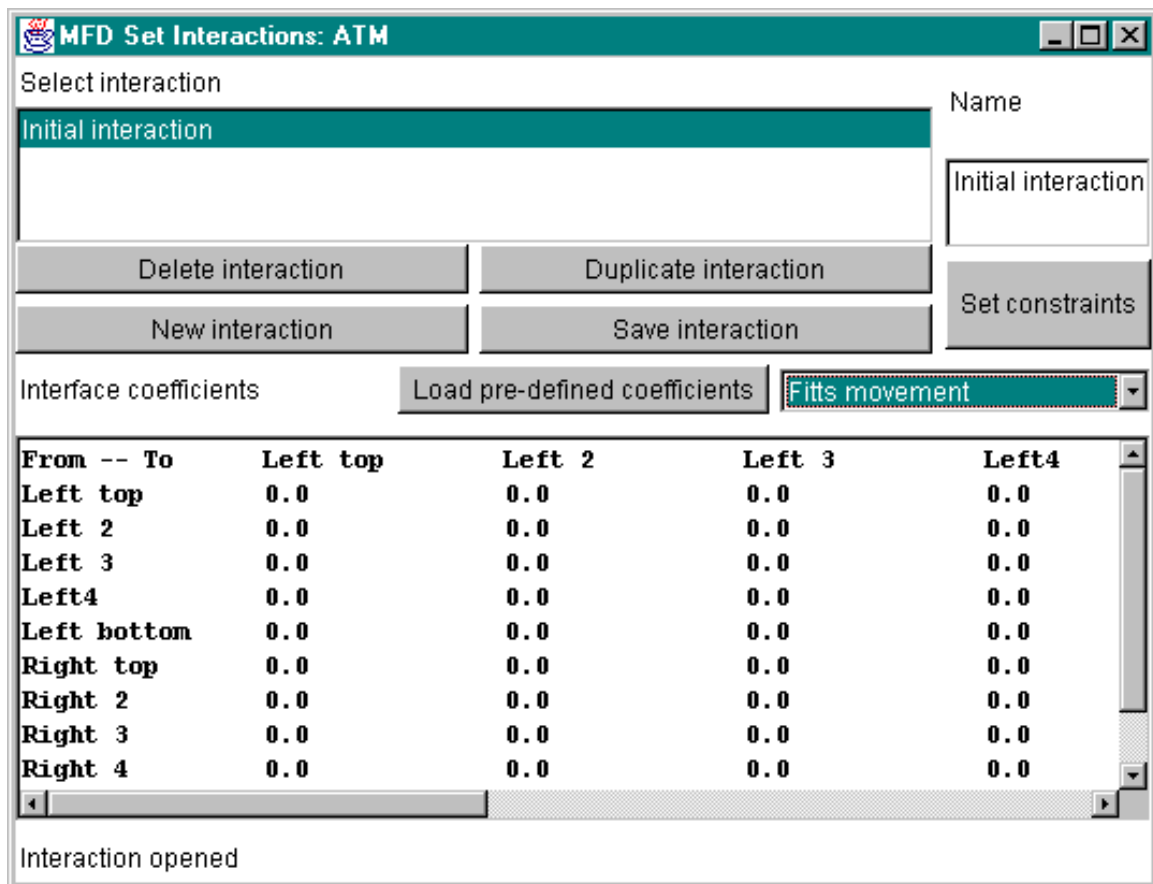 MFD Set Interactions: ATM
Select interaction
Name
Initial interaction
Initial interaction
Delete interaction
Duplicate interaction
Set constraints
New interaction
Save interaction
Interface coefficients
Load pre-defined coefficients
Fitts movement
From -- To Left top Left 2 Left 3 Left4
Left top 0.0 0.0 0.0 0.0
Left 2 0.0 0.0 0.0 0.0
Left 3 0.0 0.0 0.0 0.0
Left4 0.0 0.0 0.0 0.0
Left bottom 0.0 0.0 0.0 0.0
Right top 0.0 0.0 0.0 0.0
Right 2 0.0 0.0 0.0 0.0
Right 3 0.0 0.0 0.0 0.0
Right 4 0.0 0.0 0.0 0.0
Interaction opened